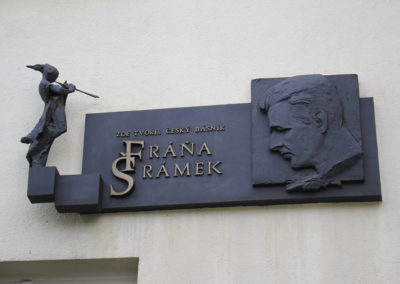 ZDE TVOŘIL ČESKÝ BÁSNÍK
FRÁŇA
ŠRÁMEK